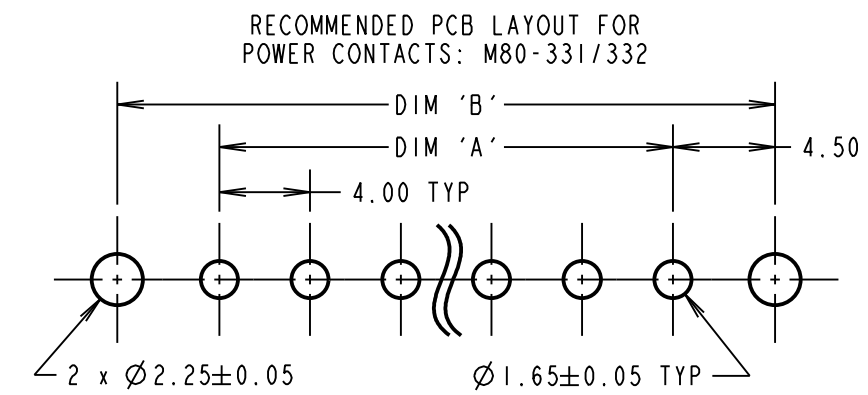 RECOMMENDED PCB LAYOUT FOR
POWER CONTACTS: M80-331/332
DIM 'B'
DIM 'A'
4.50
4.00 TYP
2 x Ø2.25±0.05
Ø1.65±0.05 TYP